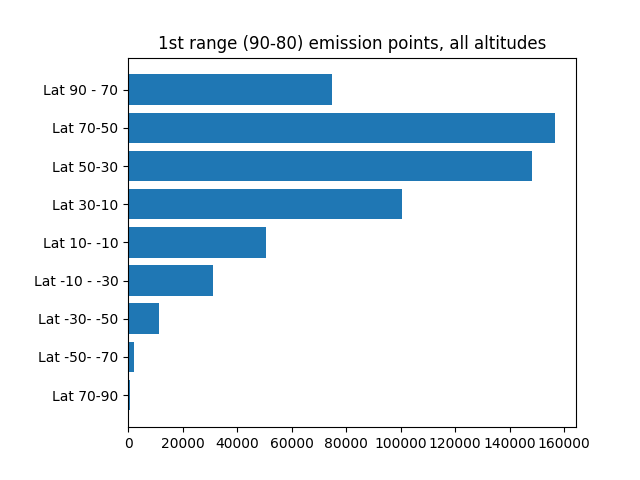 1st range (90-80) emission points, all altitudes
Lat 90 - 70
Lat 70-50
Lat 50-30
Lat 30-10
Lat 10- -10
Lat -10 - -30
Lat -30- -50
Lat -50- -70
Lat 70-90
0 20000 40000 60000 80000 100000 120000 140000 160000